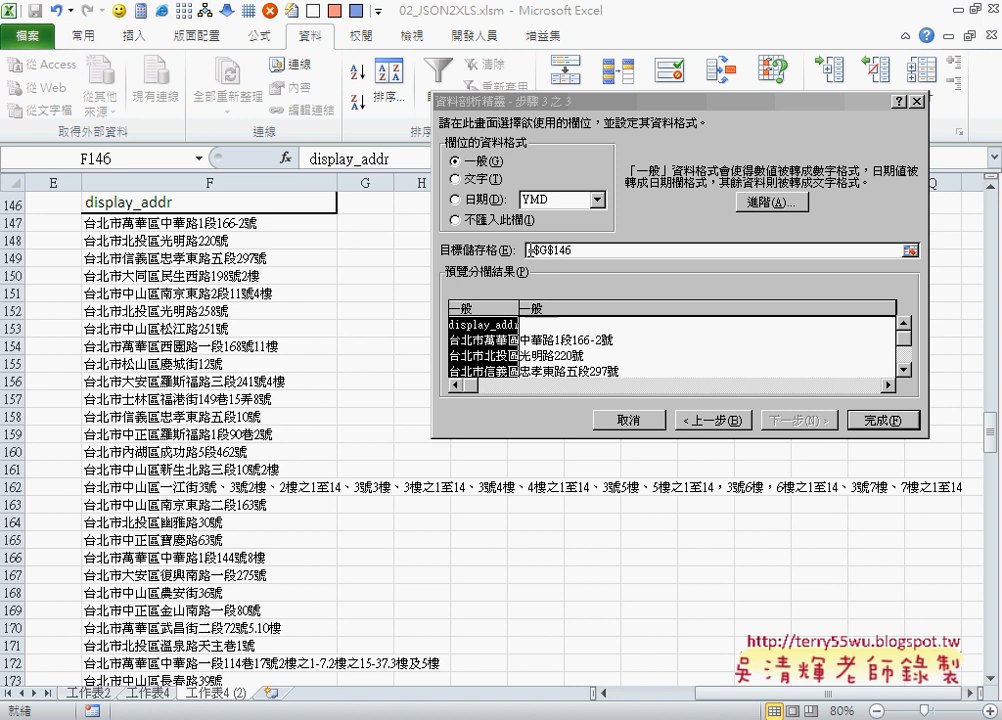 02_JSON2XLS.xlsm - Microsoft Excel
檔案 常用 插入 版面配置 公式 資料 校閱 檢視 開發人員 增益集
從 Access
從 Web
從文字檔
從其他
來源
現有連線
全部重新整理
連線
內容
編輯連結
排序...
清除
重新套用
取得外部資料 連線
F146 fx display_addr
E F G H Q
146 display_addr
147 台北市萬華區中華路1段166-2號
148 台北市北投區光明路220號
149 台北市信義區忠孝東路五段297號
150 台北市大同區民生西路198號2樓
151 台北市中山區南京東路2段11號4樓
152 台北市北投區光明路258號
153 台北市中山區松江路251號
154 台北市萬華區西園路一段168號11樓
155 台北市松山區慶城街12號
156 台北市大安區羅斯福路三段241號4樓
157 台北市士林區福港街149巷15弄8號
158 台北市信義區忠孝東路五段10號
159 台北市中正區羅斯福路1段90巷2號
160 台北市內湖區成功路5段462號
161 台北市中山區新生北路三段10號2樓
162 台北市中山區一江街3號、3號2樓、2樓之1至14、3號3樓、3樓之1至14、3號4樓、4樓之1至14、3號5樓、5樓之1至14，3號6樓，6樓之1至14、3號7樓、7樓之1至14
163 台北市中山區南京東路二段163號
164 台北市北投區幽雅路30號
165 台北市中正區寶慶路63號
166 台北市萬華區中華路1段144號8樓
167 台北市大安區復興南路一段275號
168 台北市中山區農安街36號
169 台北市中正區金山南路一段80號
170 台北市萬華區武昌街二段72號5.10樓
171 台北市北投區溫泉路天主巷1號
172 台北市萬華區中華路一段114巷17號2樓之1-7.2樓之15-37.3樓及5樓
173 台北市中山區長春路39號
資料剖析精靈 - 步驟 3 之 3
請在此畫面選擇欲使用的欄位，並設定其資料格式。
欄位的資料格式
一般(G)
文字(T)
日期(D): YMD
不匯入此欄(I)
「一般」資料格式會使得數值被轉成數字格式，日期值被
轉成日期欄格式，其餘資料則被轉成文字格式。
進階(A)...
目標儲存格(E): $G$146
預覽分欄結果(P)
一般 一般
display_addr
台北市萬華區 中華路1段166-2號
台北市北投區 光明路220號
台北市信義區 忠孝東路五段297號
取消 < 上一步(B) 下一步(N) > 完成(F)
http://terry55wu.blogspot.tw
吳清輝老師錄製
工作表2 工作表4 工作表4 (2)
就緒 80%